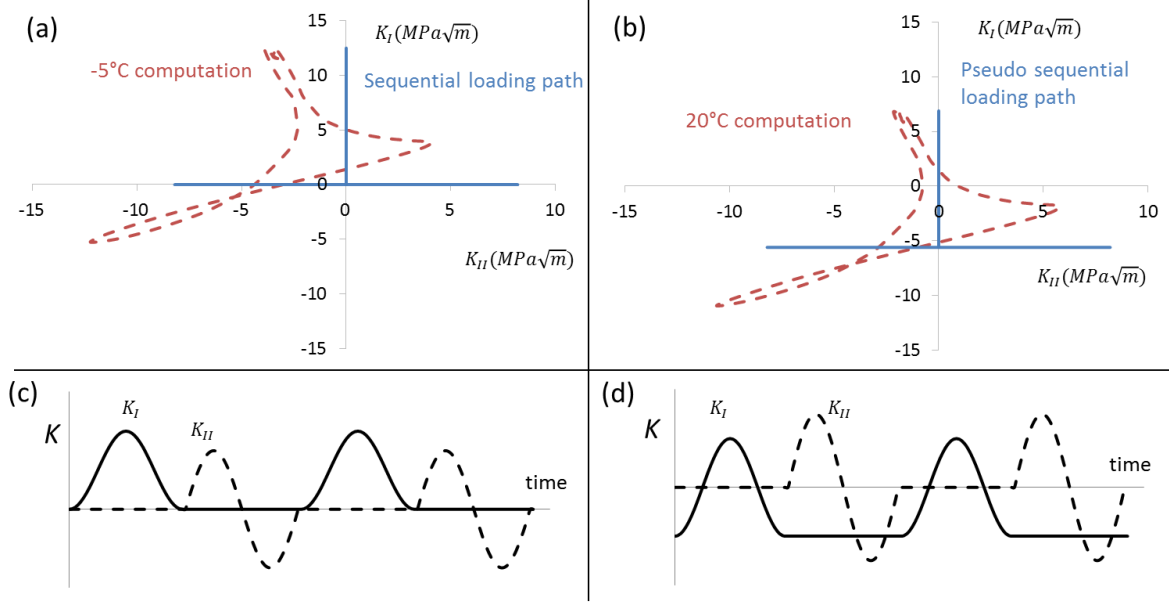 (a)
15
K_I(MPa√m)
-5°C computation
10
Sequential loading path
5
0
-15
-10
-5
0
5
10
-5
K_II(MPa√m)
-10
-15
(b)
15
K_I(MPa√m)
10
Pseudo sequential
loading path
20°C computation
5
0
-15
-10
-5
0
5
10
-5
K_II(MPa√m)
-10
-15
(c)
K_I
K_II
K
time
(d)
K_I
K_II
K
time